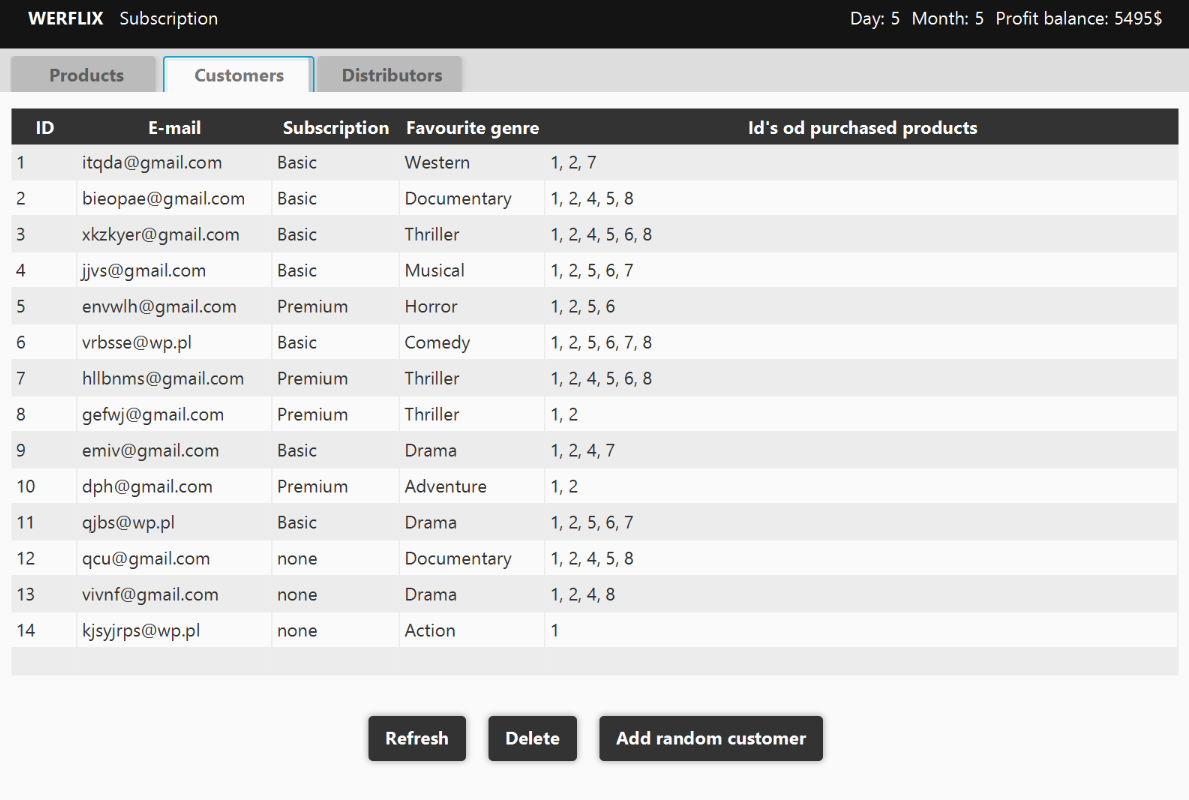 WERFLIX Subscription Day: 5 Month: 5 Profit balance: 5495$
Products Customers Distributors
ID E-mail Subscription Favourite genre Id's od purchased products
1 itqda@gmail.com Basic Western 1, 2, 7
2 bieopae@gmail.com Basic Documentary 1, 2, 4, 5, 8
3 xkzkyer@gmail.com Basic Thriller 1, 2, 4, 5, 6, 8
4 jjvs@gmail.com Basic Musical 1, 2, 5, 6, 7
5 envwlh@gmail.com Premium Horror 1, 2, 5, 6
6 vrbsse@wp.pl Basic Comedy 1, 2, 5, 6, 7, 8
7 hllbnms@gmail.com Premium Thriller 1, 2, 4, 5, 6, 8
8 gefwj@gmail.com Premium Thriller 1, 2
9 emiv@gmail.com Basic Drama 1, 2, 4, 7
10 dph@gmail.com Premium Adventure 1, 2
11 qjbs@wp.pl Basic Drama 1, 2, 5, 6, 7
12 qcu@gmail.com none Documentary 1, 2, 4, 5, 8
13 vivnf@gmail.com none Drama 1, 2, 4, 8
14 kjsyjrps@wp.pl none Action 1
Refresh Delete Add random customer